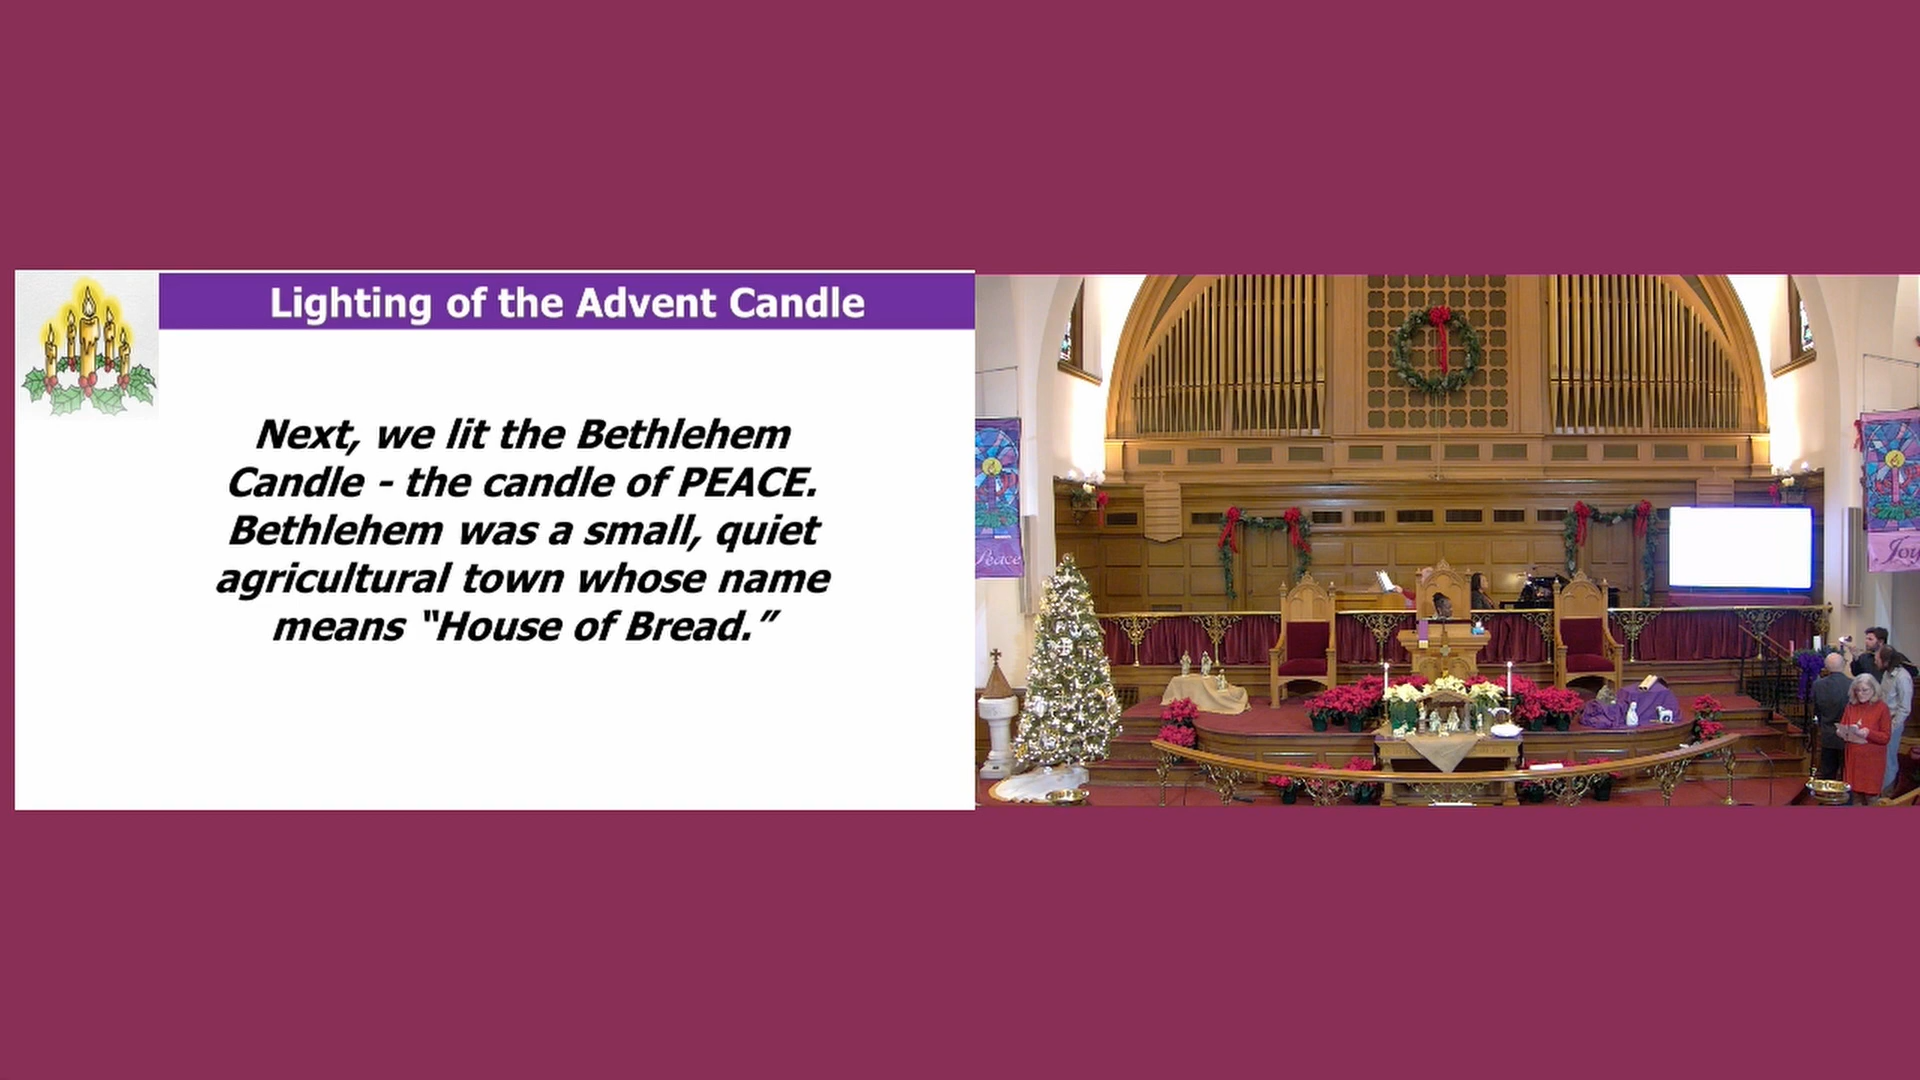 Lighting of the Advent Candle
Next, we lit the Bethlehem
Candle - the candle of PEACE.
Bethlehem was a small, quiet
agricultural town whose name
means “House of Bread.”
Peace
Joy